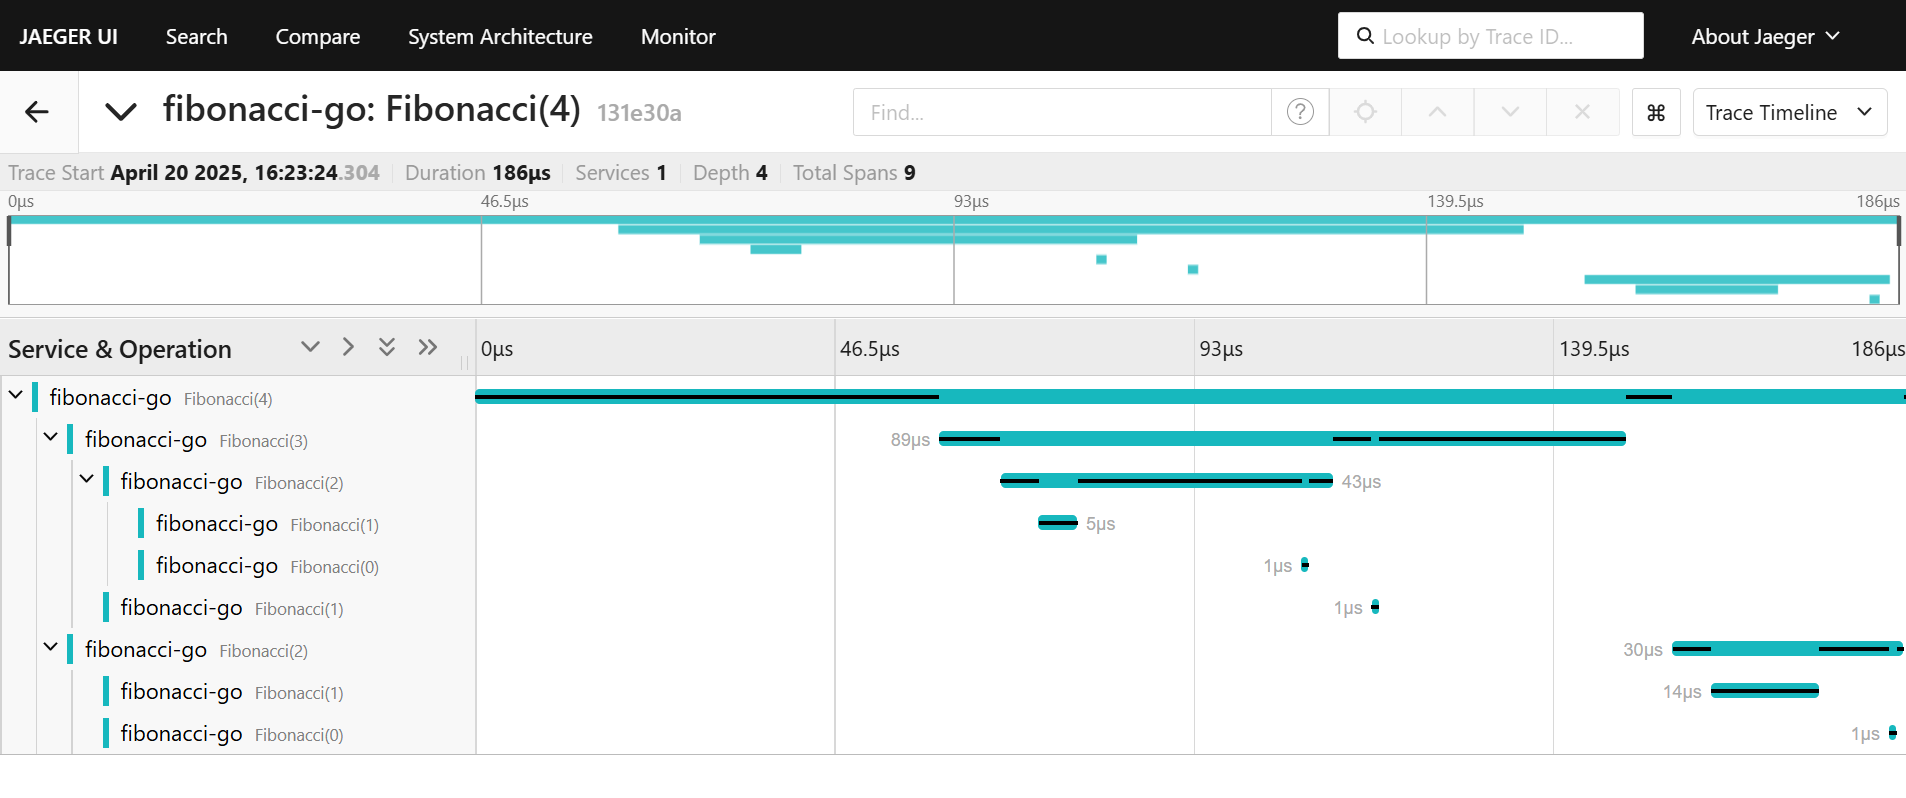 JAEGER UI Search Compare System Architecture Monitor Lookup by Trace ID... About Jaeger
fibonacci-go: Fibonacci(4) 131e30a Find... ? ⌘ Trace Timeline
Trace Start April 20 2025, 16:23:24.304 Duration 186μs Services 1 Depth 4 Total Spans 9
0μs 46.5μs 93μs 139.5μs 186μs
Service & Operation 0μs 46.5μs 93μs 139.5μs 186μs
fibonacci-go Fibonacci(4)
fibonacci-go Fibonacci(3) 89μs
fibonacci-go Fibonacci(2) 43μs
fibonacci-go Fibonacci(1) 5μs
fibonacci-go Fibonacci(0) 1μs
fibonacci-go Fibonacci(1) 1μs
fibonacci-go Fibonacci(2) 30μs
fibonacci-go Fibonacci(1) 14μs
fibonacci-go Fibonacci(0) 1μs